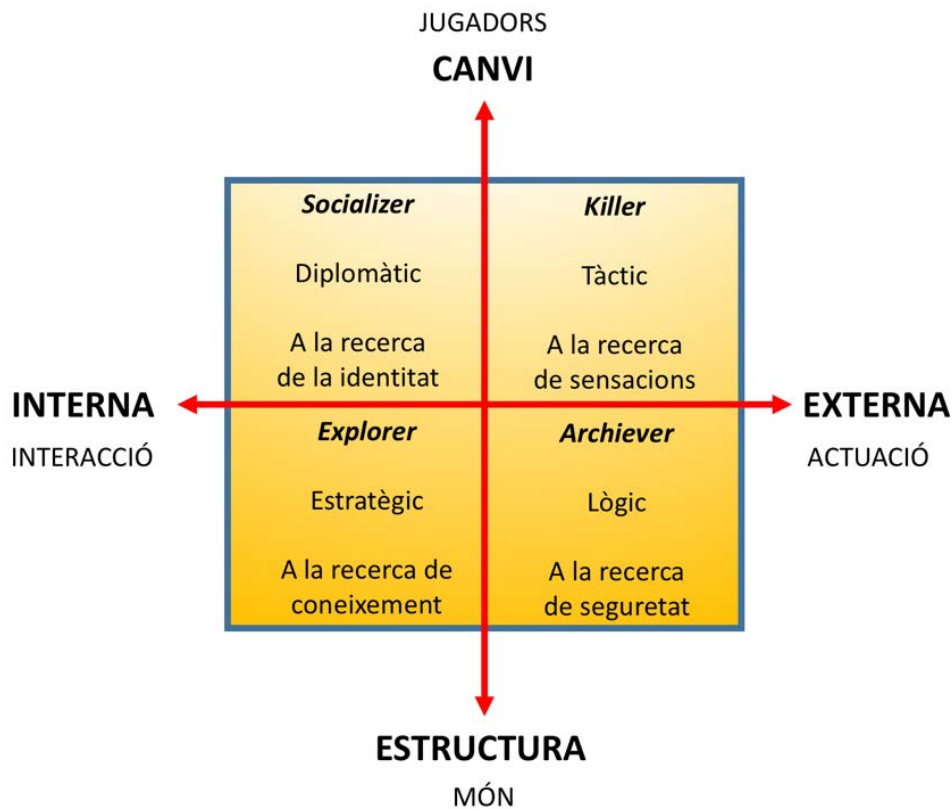 JUGADORS
CANVI
Socializer
Killer
Diplomàtic
Tàctic
A la recerca
de la identitat
A la recerca
de sensacions
INTERNA
EXTERNA
INTERACCIÓ
ACTUACIÓ
Explorer
Archiever
Estratègic
Lògic
A la recerca de
coneixement
A la recerca
de seguretat
ESTRUCTURA
MÓN